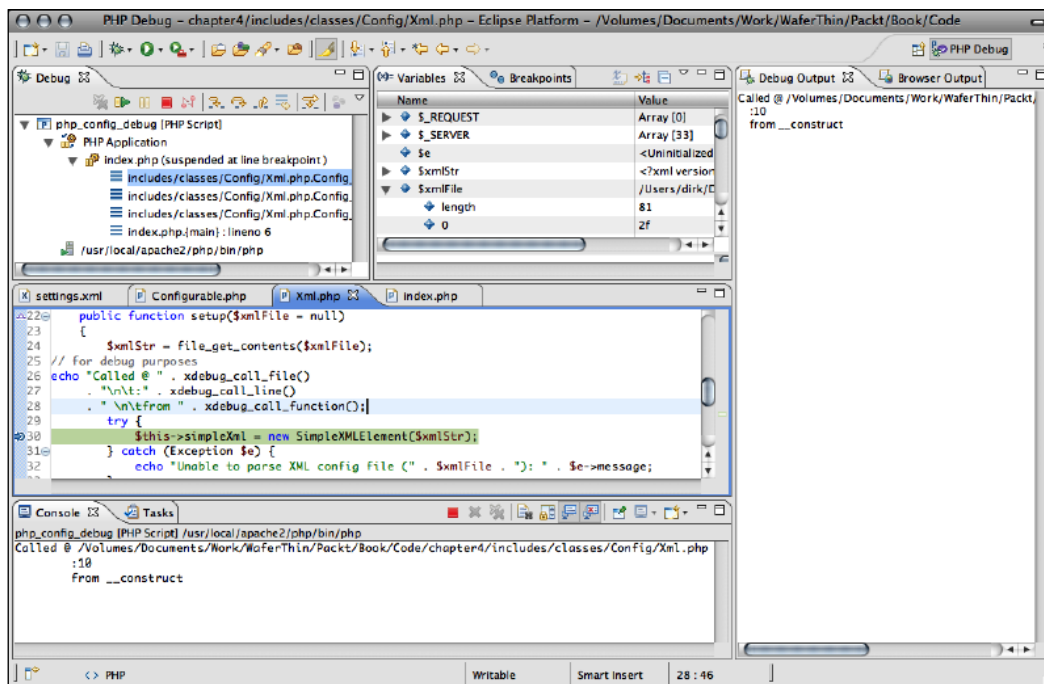 PHP Debug – chapter4/includes/classes/Config/Xml.php – Eclipse Platform – /Volumes/Documents/Work/WaferThin/Packt/Book/Code
PHP Debug
Debug
php_config_debug [PHP Script]
PHP Application
index.php (suspended at line breakpoint)
includes/classes/Config/Xml.php.Config_
includes/classes/Config/Xml.php.Config_
includes/classes/Config/Xml.php.Config_
index.php.{main} : lineno 6
/usr/local/apache2/php/bin/php
Variables
Breakpoints
Name Value
$_REQUEST Array [0]
$_SERVER Array [33]
$e <Uninitialized
$xmlStr <?xml version
$xmlFile /Users/dirk/D
length 81
0 2f
Debug Output
Browser Output
Called @ /Volumes/Documents/Work/WaferThin/Packt/
:10
from __construct
settings.xml
Configurable.php
Xml.php
index.php
22 public function setup($xmlFile = null)
23 {
24 $xmlStr = file_get_contents($xmlFile);
25 // for debug purposes
26 echo "Called @ " . xdebug_call_file()
27 . "\n\t:" . xdebug_call_line()
28 . " \n\tfrom " . xdebug_call_function();
29 try {
30 $this->simpleXml = new SimpleXMLElement($xmlStr);
31 } catch (Exception $e) {
32 echo "Unable to parse XML config file (" . $xmlFile . "): " . $e->message;
Console
Tasks
php_config_debug [PHP Script] /usr/local/apache2/php/bin/php
Called @ /Volumes/Documents/Work/WaferThin/Packt/Book/Code/chapter4/includes/classes/Config/Xml.php
:10
from __construct
<> PHP
Writable
Smart Insert
28 : 46